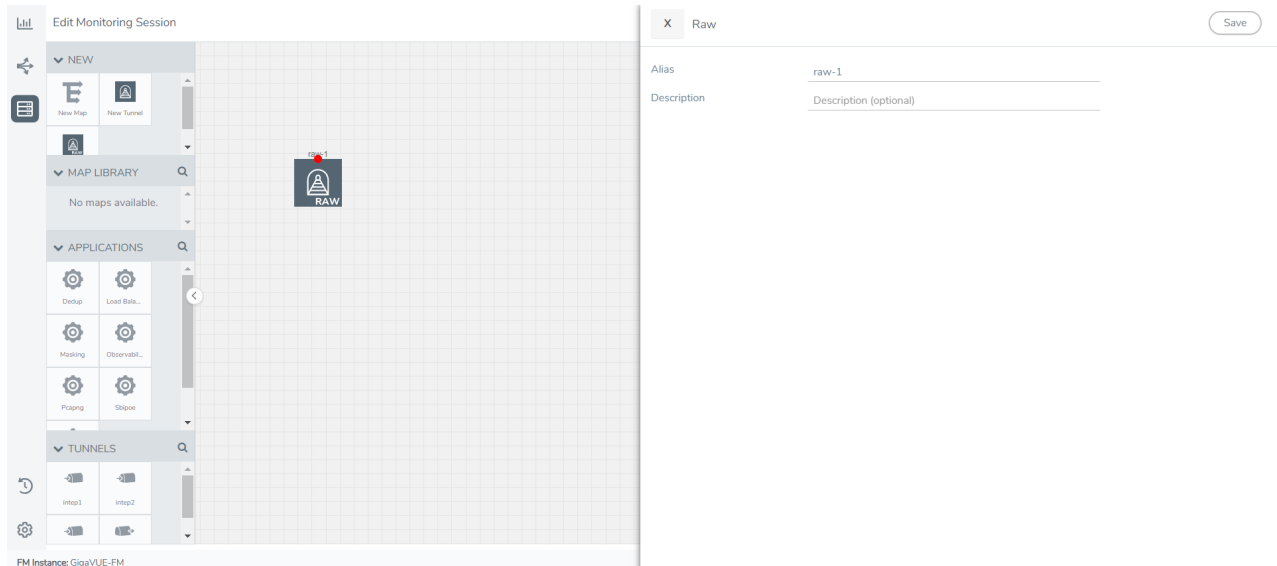 Edit Monitoring Session
X Raw
Save
NEW
New Map
New Tunnel
RAW
MAP LIBRARY
No maps available.
APPLICATIONS
Dedup
Load Bala...
Masking
Observabil...
Pcapng
Sbipoe
TUNNELS
intep1
intep2
raw-1
RAW
Alias
raw-1
Description
Description (optional)
FM Instance: GigaVUE-FM